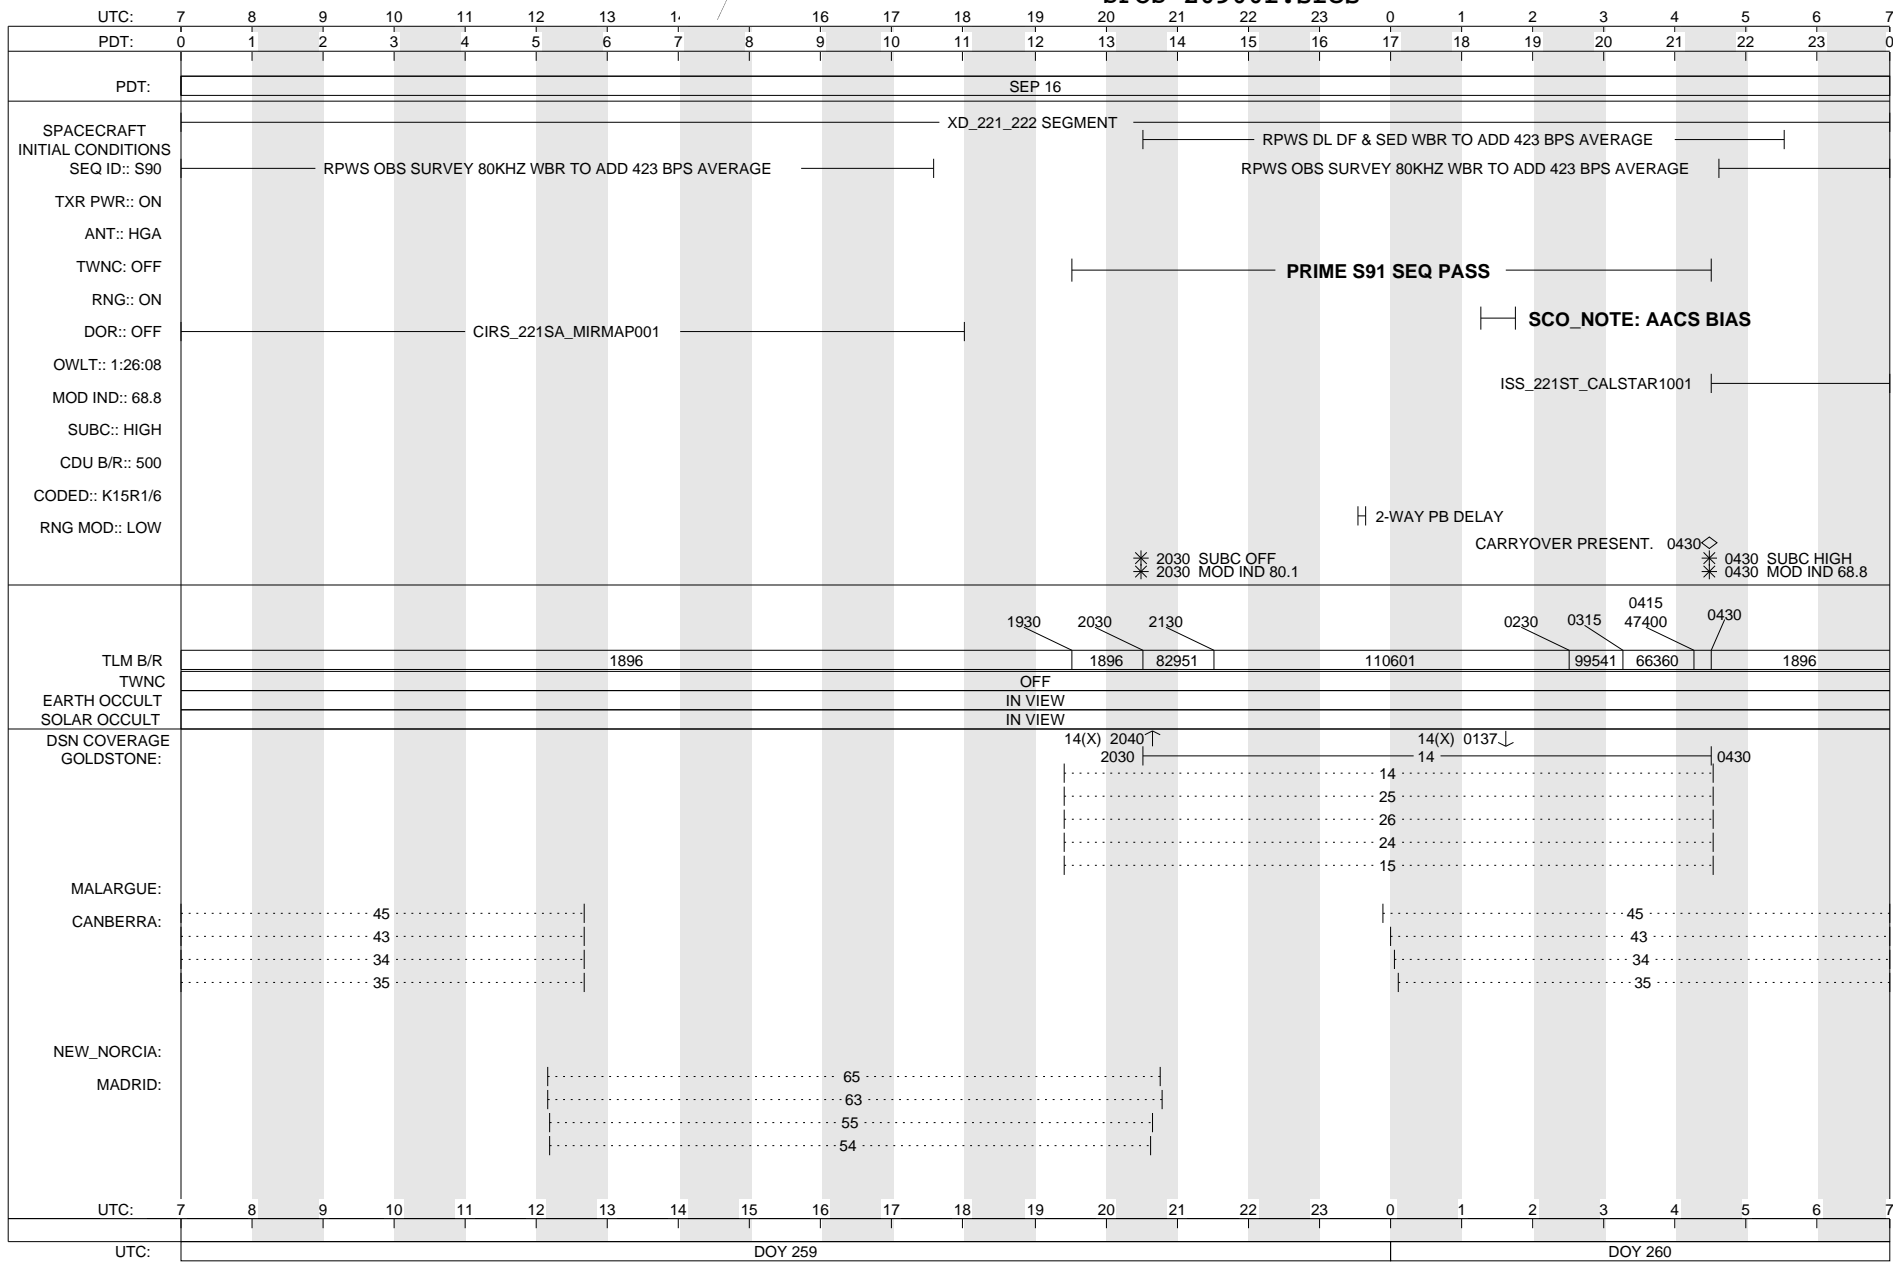 UTC: 7 8 9 10 11 12 13 16 17 18 19 20 21 22 23 0 1 2 3 4 5 6 7
PDT: 0 1 2 3 4 5 6 7 8 9 10 11 12 13 14 15 16 17 18 19 20 21 22 23 0
PDT: SEP 16
XD_221_222 SEGMENT
SPACECRAFT
INITIAL CONDITIONS
RPWS DL DF & SED WBR TO ADD 423 BPS AVERAGE
SEQ ID:: S90 RPWS OBS SURVEY 80KHZ WBR TO ADD 423 BPS AVERAGE RPWS OBS SURVEY 80KHZ WBR TO ADD 423 BPS AVERAGE
TXR PWR:: ON
ANT:: HGA
TWNC: OFF PRIME S91 SEQ PASS
RNG:: ON
SCO_NOTE: AACS BIAS
DOR:: OFF CIRS_221SA_MIRMAP001
OWLT:: 1:26:08
ISS_221ST_CALSTAR1001
MOD IND:: 68.8
SUBC:: HIGH
CDU B/R:: 500
CODED:: K15R1/6
2-WAY PB DELAY
RNG MOD:: LOW
CARRYOVER PRESENT. 0430
2030 SUBC OFF 0430 SUBC HIGH
2030 MOD IND 80.1 0430 MOD IND 68.8
0415
1930 2030 2130 0230 0315 47400 0430
TLM B/R 1896 1896 82951 110601 99541 66360 1896
TWNC OFF
EARTH OCCULT IN VIEW
SOLAR OCCULT IN VIEW
DSN COVERAGE 14(X) 2040 14(X) 0137
GOLDSTONE: 2030 14 0430
14
25
26
24
15
MALARGUE:
CANBERRA:
45 45
43 43
34 34
35 35
NEW_NORCIA:
MADRID:
65
63
55
54
UTC: 7 8 9 10 11 12 13 14 15 16 17 18 19 20 21 22 23 0 1 2 3 4 5 6 7
UTC: DOY 259 DOY 260